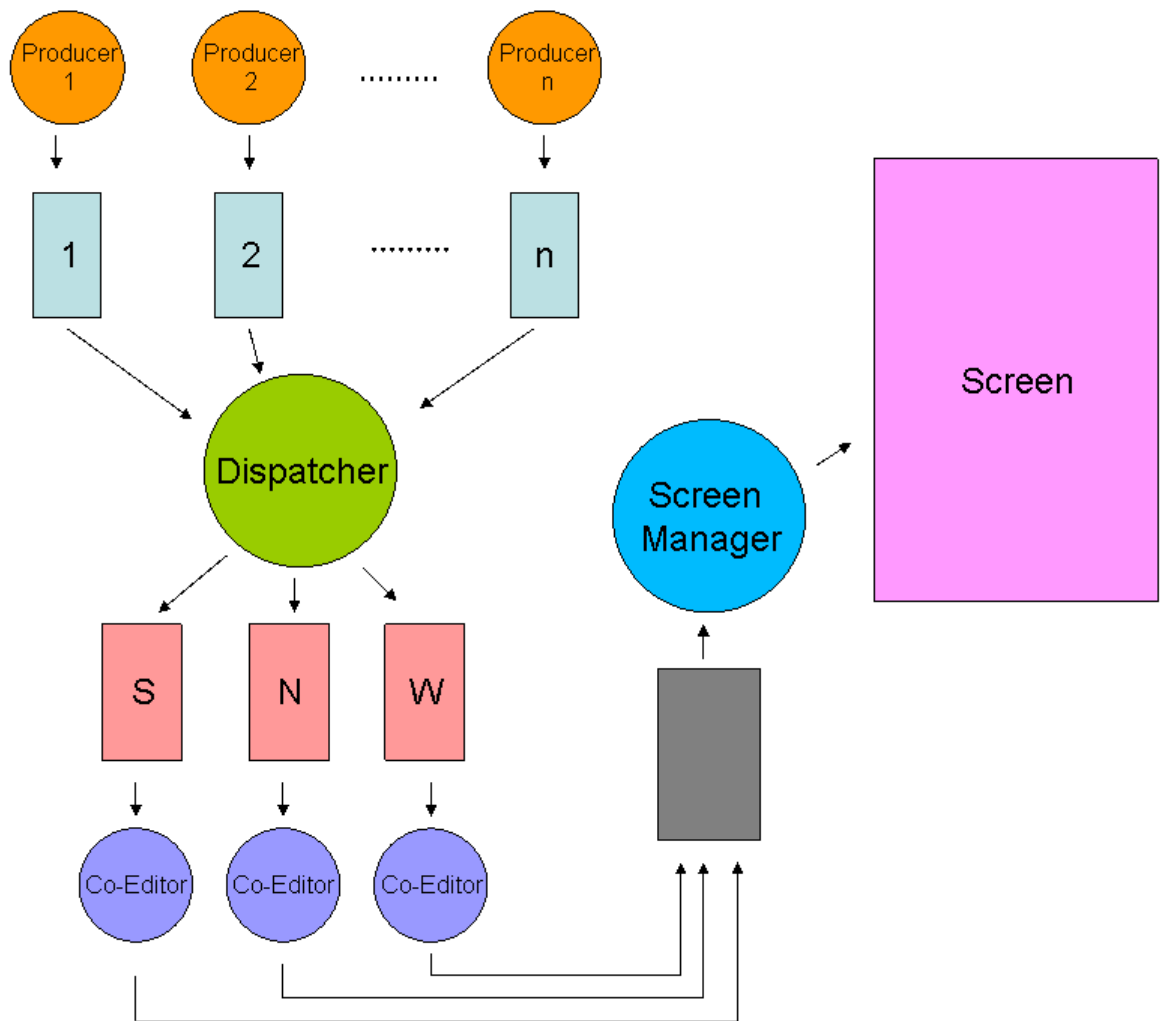 Producer
1
Producer
2
.........
Producer
n
1
2
.........
n
Dispatcher
Screen
Manager
Screen
S
N
W
Co-Editor
Co-Editor
Co-Editor